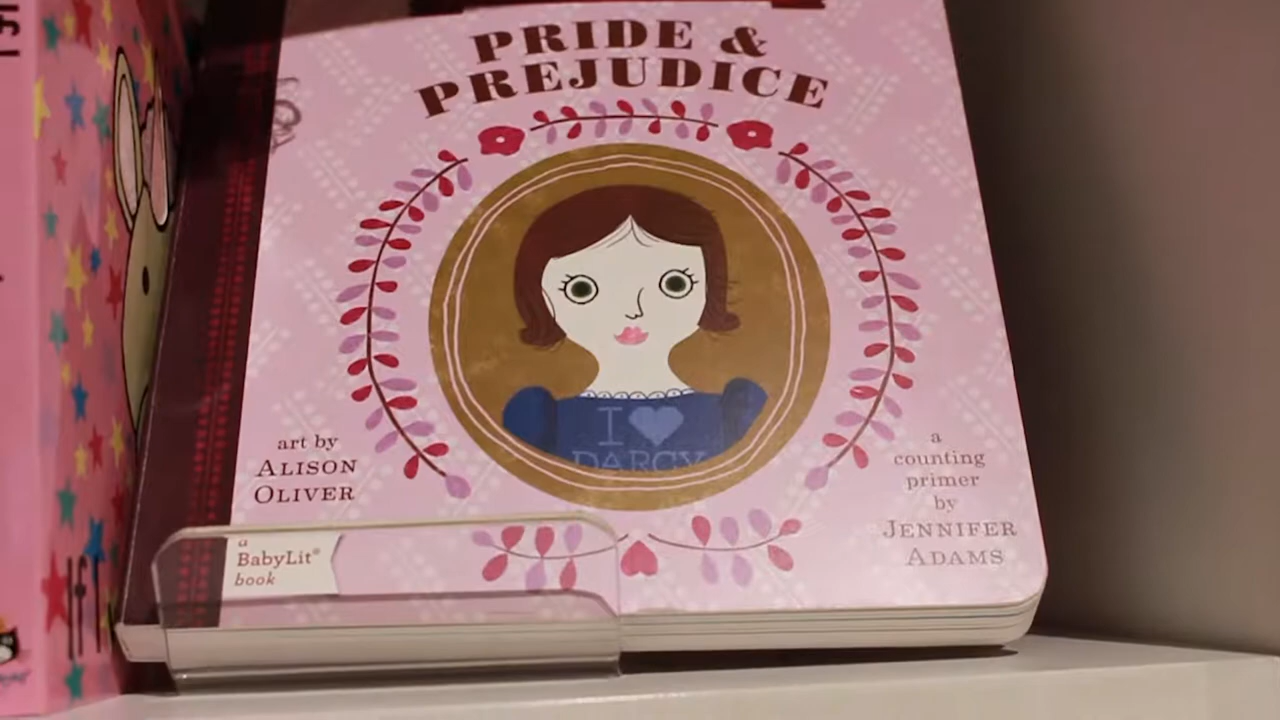 PRIDE &
PREJUDICE
I
DARCY
art by
ALISON
OLIVER
a
counting
primer
by
JENNIFER
ADAMS
a
BabyLit®
book